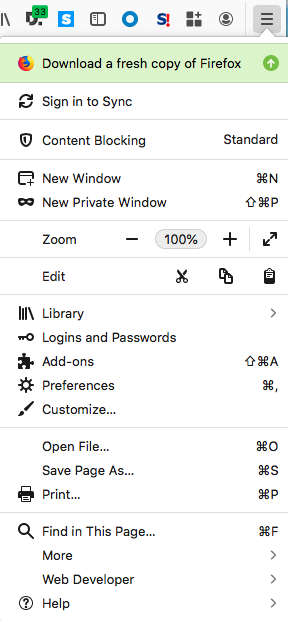 33
S
S!
Download a fresh copy of Firefox
Sign in to Sync
Content Blocking Standard
New Window ⌘N
New Private Window ⇧⌘P
Zoom — 100% +
Edit
Library >
Logins and Passwords
Add-ons ⇧⌘A
Preferences ⌘,
Customize...
Open File... ⌘O
Save Page As... ⌘S
Print... ⌘P
Find in This Page... ⌘F
More >
Web Developer >
Help >